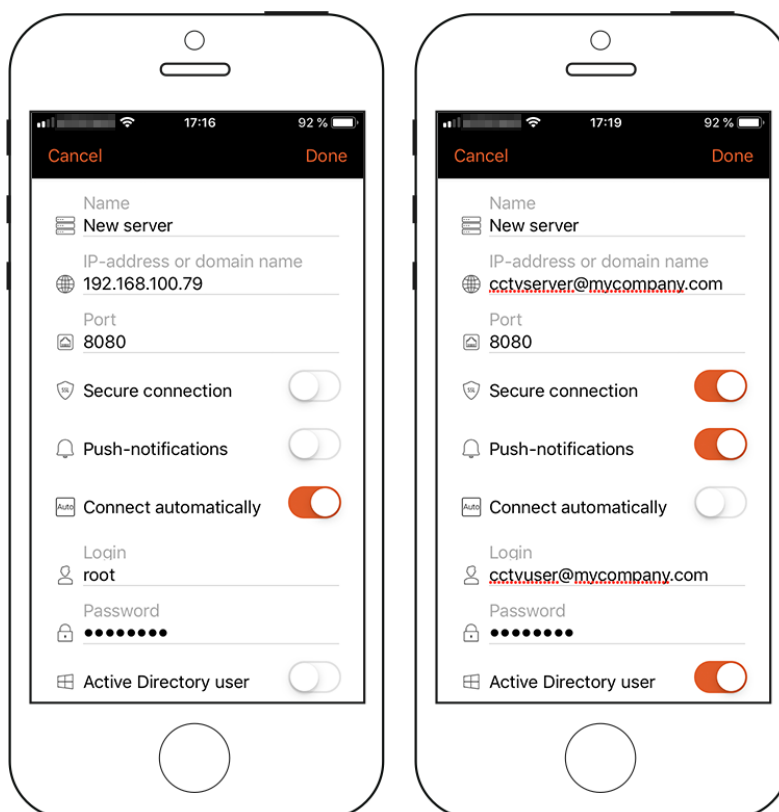 17:16
92 %
Cancel
Done
Name
New server
IP-address or domain name
192.168.100.79
Port
8080
Secure connection
Push-notifications
Auto
Connect automatically
Login
root
Password
••••••••
Active Directory user
17:19
92 %
Cancel
Done
Name
New server
IP-address or domain name
cctvserver@mycompany.com
Port
8080
Secure connection
Push-notifications
Auto
Connect automatically
Login
cctvuser@mycompany.com
Password
••••••••
Active Directory user